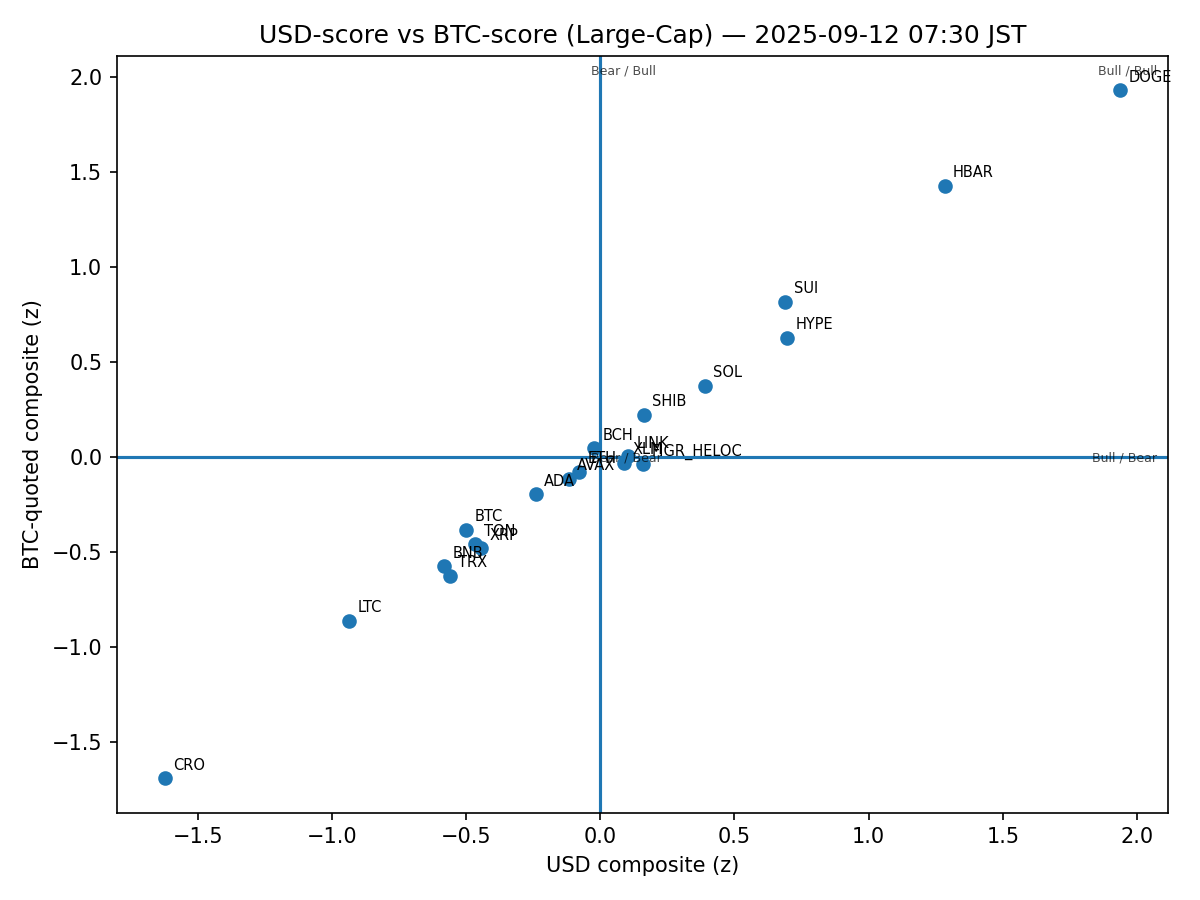 USD-score vs BTC-score (Large-Cap) — 2025-09-12 07:30 JST
Bear / Bull
Bull / Bull
DOGE
HBAR
SUI
HYPE
SOL
SHIB
BCH
LINK
XLM
FIGR_HELOC
ETH
Bear / Bear
Bull / Bear
AVAX
ADA
BTC
TON
XRP
BNB
TRX
LTC
CRO
2.0
1.5
1.0
0.5
0.0
−0.5
−1.0
−1.5
BTC-quoted composite (z)
−1.5
−1.0
−0.5
0.0
0.5
1.0
1.5
2.0
USD composite (z)